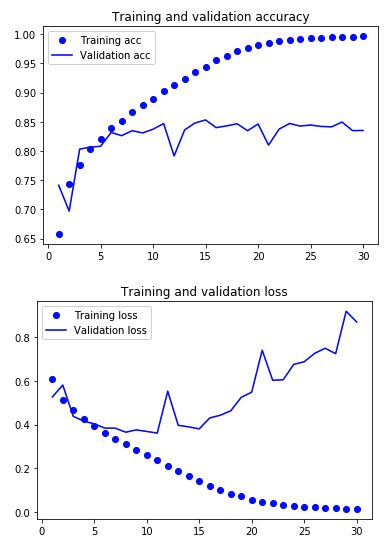 Training and validation accuracy
1.00
0.95
0.90
0.85
0.80
0.75
0.70
0.65
Training acc
Validation acc
0 5 10 15 20 25 30
Training and validation loss
0.8
0.6
0.4
0.2
0.0
Training loss
Validation loss
0 5 10 15 20 25 30